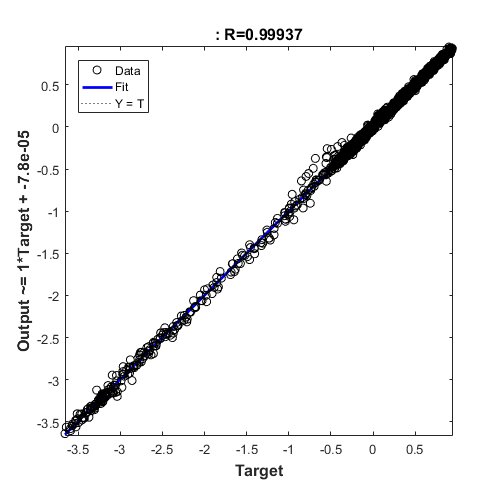 : R=0.99937
Data
Fit
Y = T
Output ~= 1*Target + -7.8e-05
0.5
0
-0.5
-1
-1.5
-2
-2.5
-3
-3.5
-3.5 -3 -2.5 -2 -1.5 -1 -0.5 0 0.5
Target